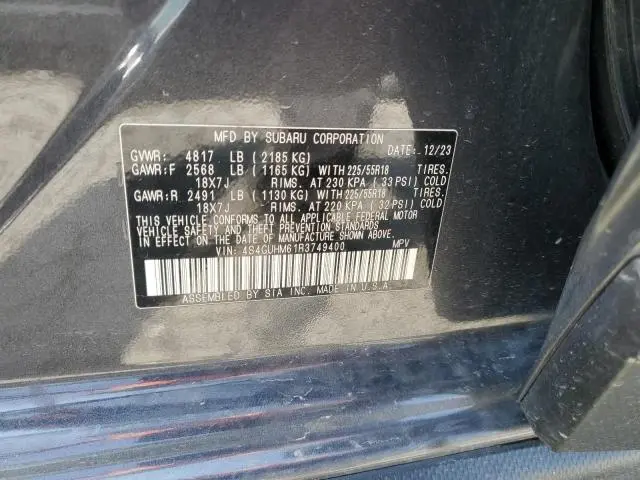 MFD BY SUBARU CORPORATION
GVWR: 4817 LB (2185 KG) DATE: 12/23
GAWR:F 2568 LB (1165 KG) WITH 225/55R18 TIRES.
18X7J RIMS. AT 230 KPA (33 PSI) COLD
GAWR:R 2491 LB (1130 KG) WITH 225/55R18 TIRES.
18X7J RIMS. AT 220 KPA (32 PSI) COLD
THIS VEHICLE CONFORMS TO ALL APPLICABLE FEDERAL MOTOR
VEHICLE SAFETY AND THEFT PREVENTION STANDARDS
IN EFFECT ON THE DATE OF MANUFACTURE SHOWN ABOVE.
VIN: 4S4GUHM61R3749400 MPV
ASSEMBLED BY SIA INC. MADE IN U.S.A.